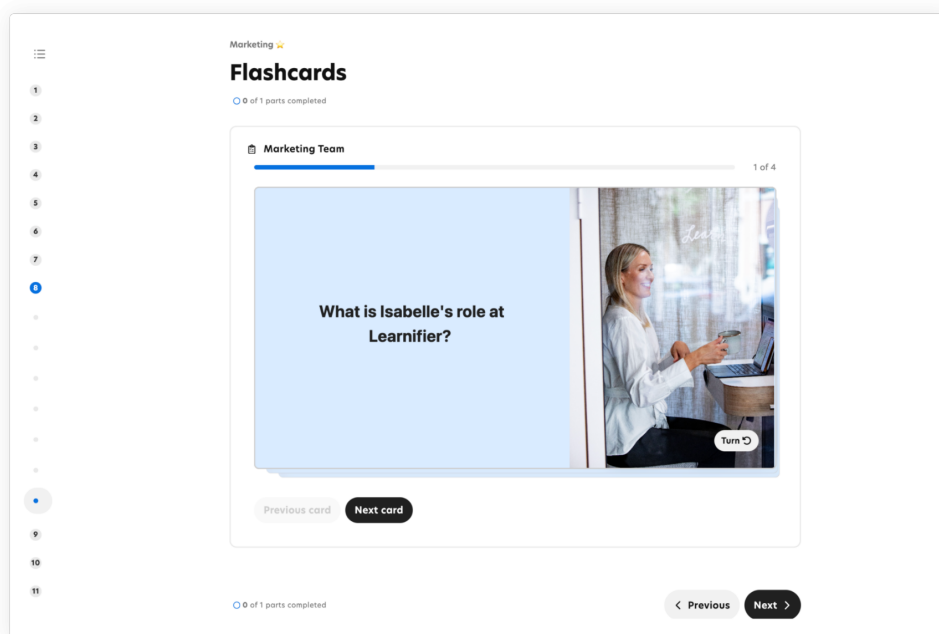 Marketing ⭐
Flashcards
0 of 1 parts completed
1
2
3
4
5
6
7
8
9
10
11
Marketing Team
1 of 4
What is Isabelle's role at
Learnifier?
Turn
Previous card
Next card
0 of 1 parts completed
Previous
Next